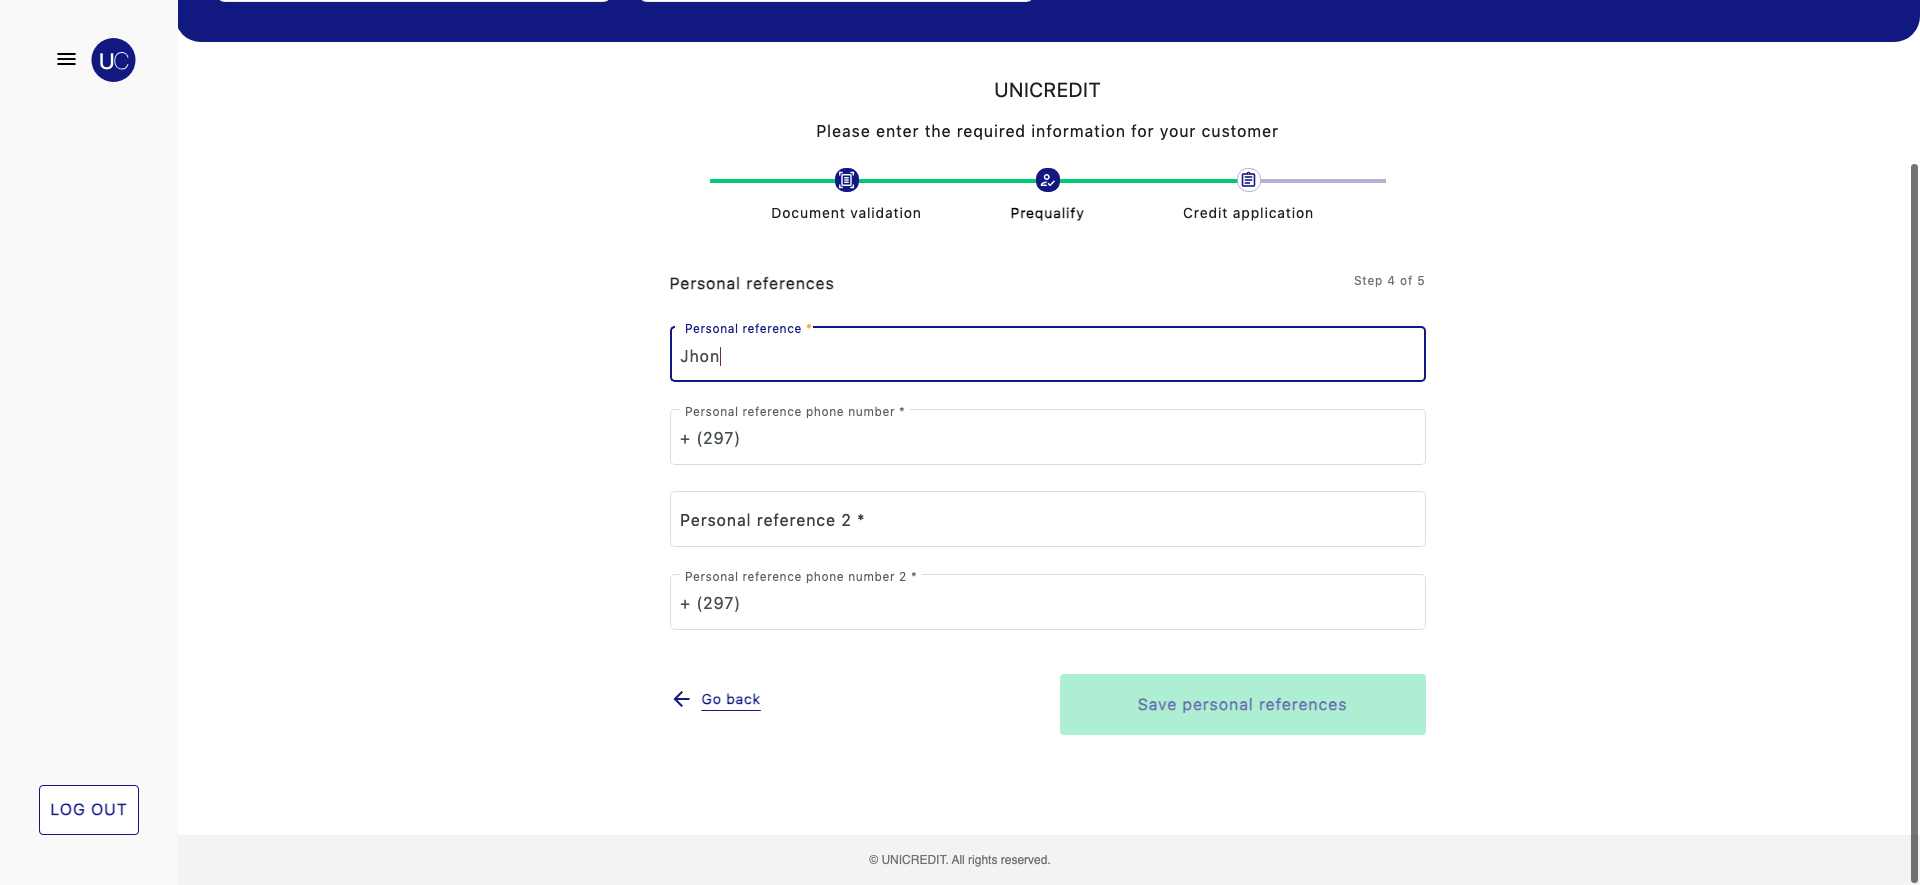 UC
UNICREDIT
Please enter the required information for your customer
Document validation
Prequalify
Credit application
Personal references
Step 4 of 5
Personal reference *
Jhon
Personal reference phone number *
+ (297)
Personal reference 2 *
Personal reference phone number 2 *
+ (297)
Go back
Save personal references
LOG OUT
© UNICREDIT. All rights reserved.